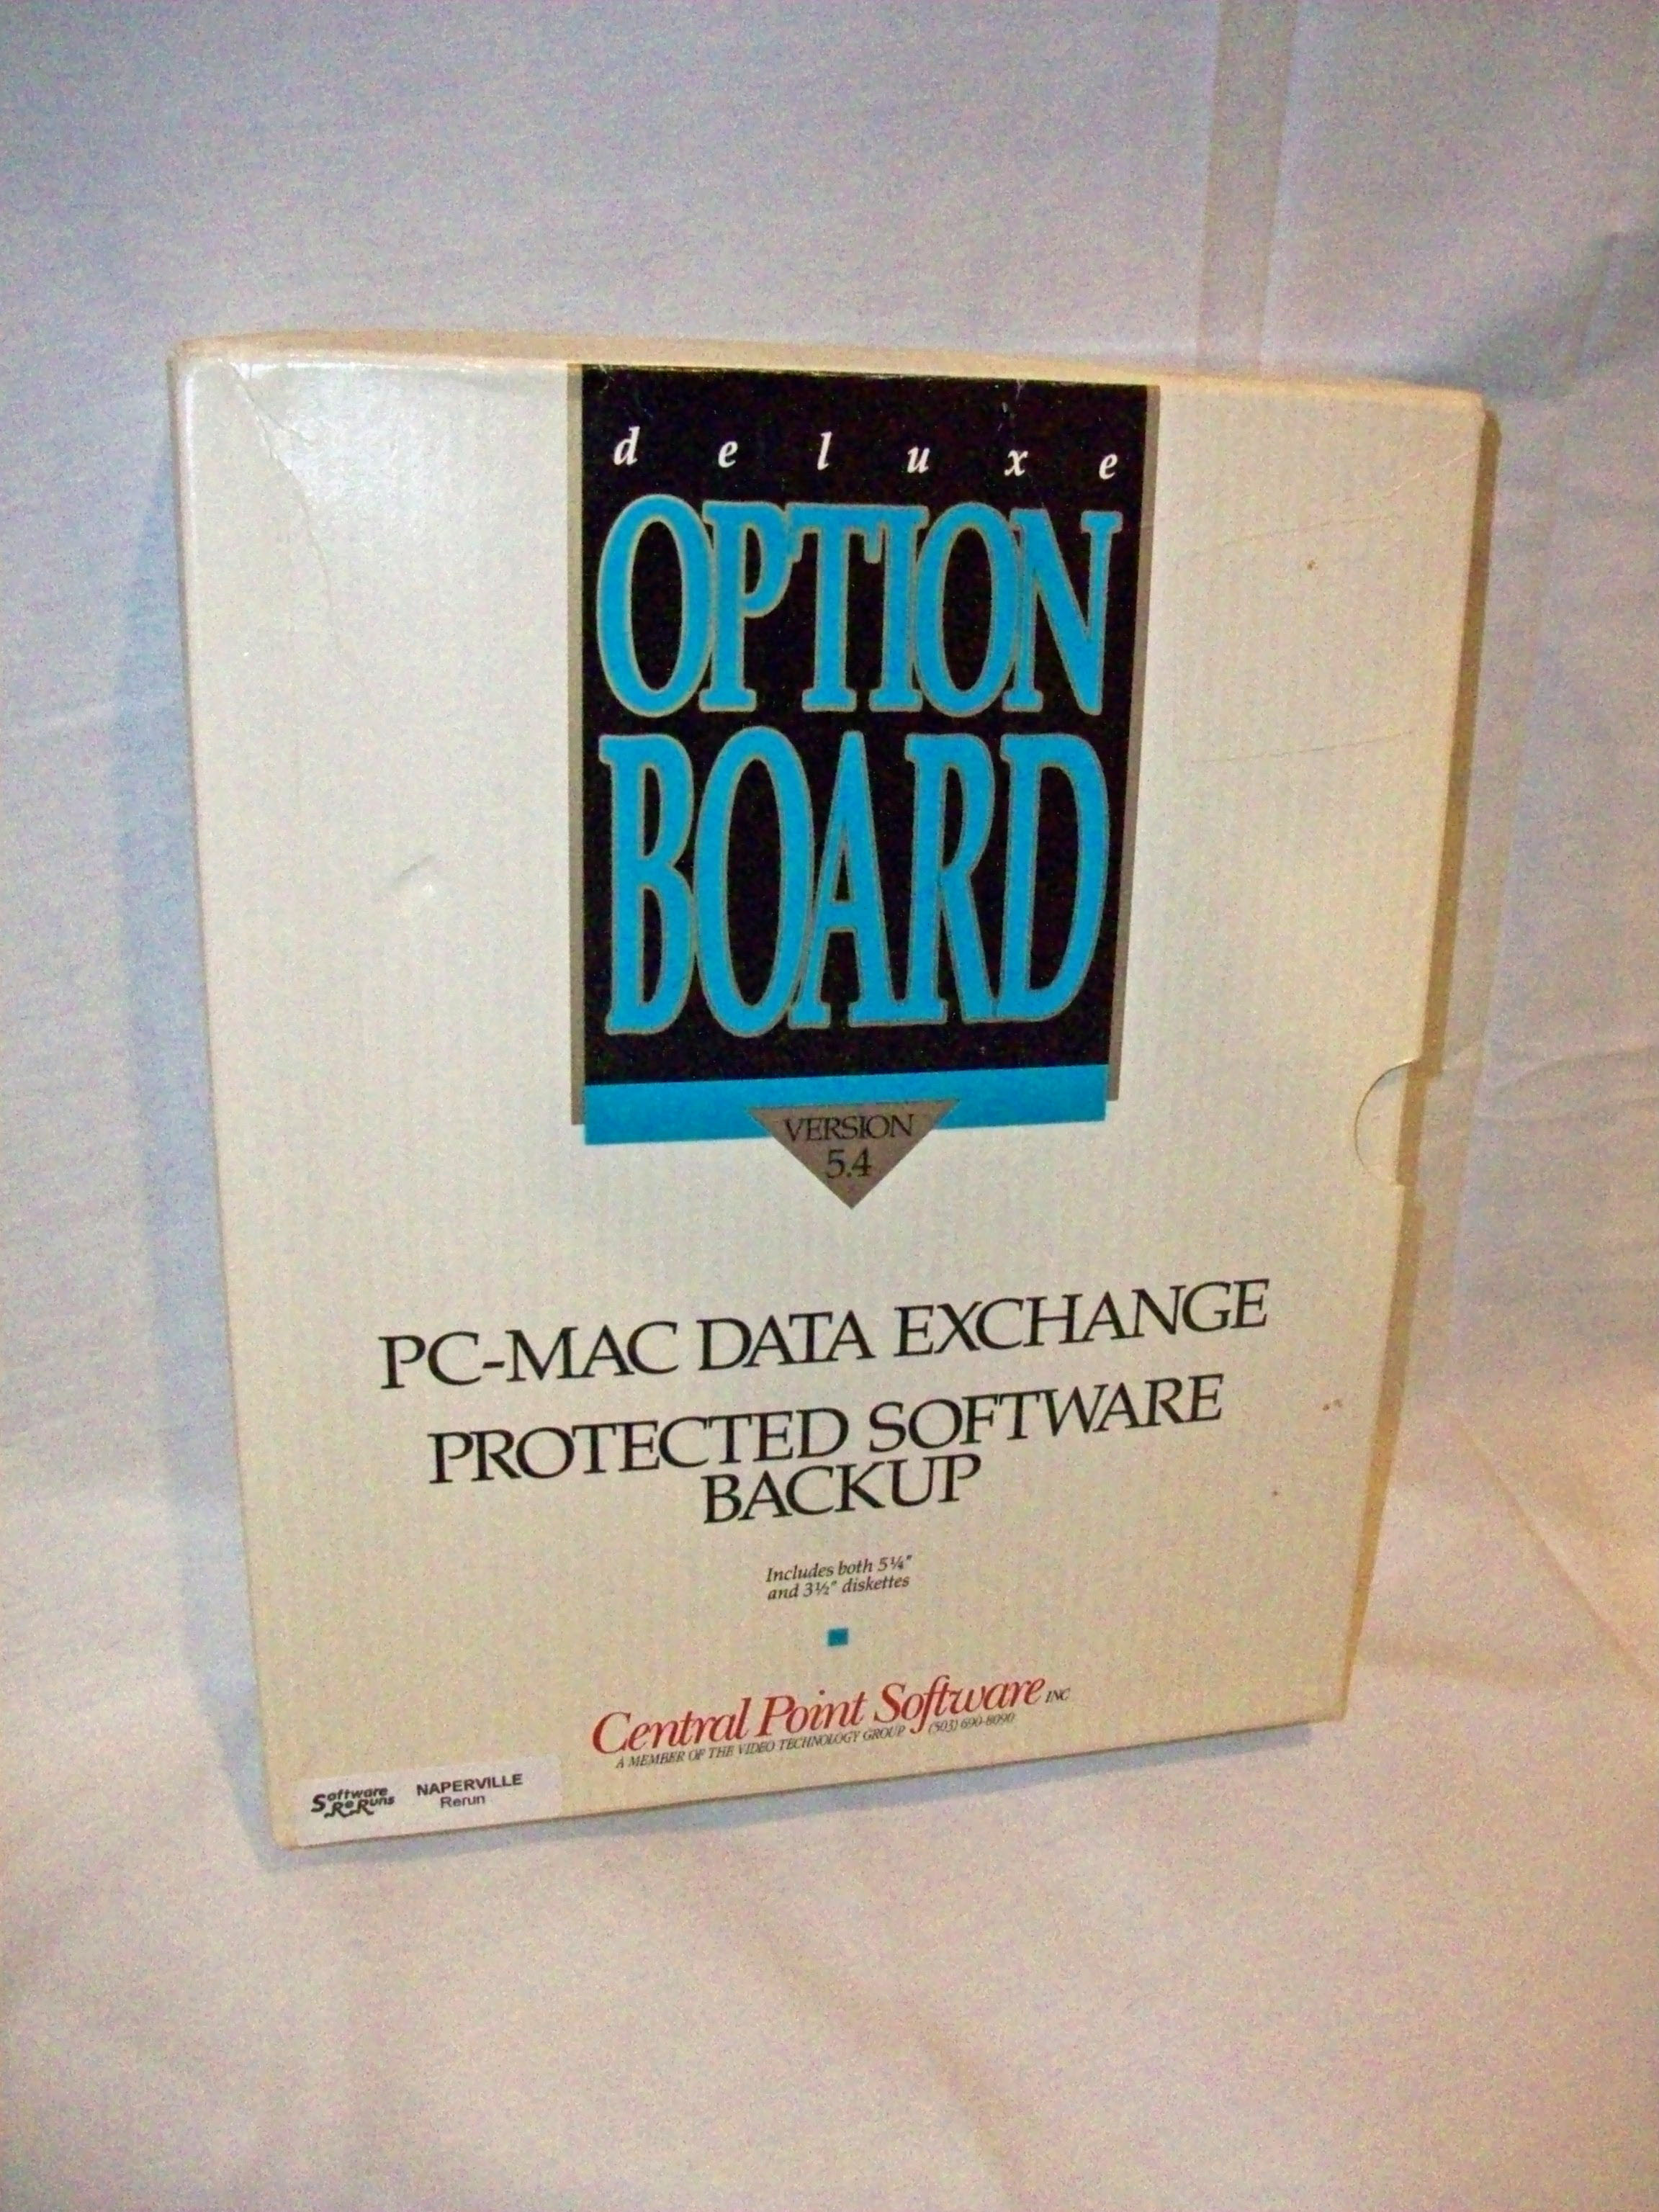 deluxe
OPTION
BOARD
VERSION
5.4
PC-MAC DATA EXCHANGE
PROTECTED SOFTWARE
BACKUP
Includes both 5¼"
and 3½" diskettes
Central Point Software INC
A MEMBER OF THE VIDEO TECHNOLOGY GROUP (503) 690-8090
Software NAPERVILLE
ReRuns Rerun